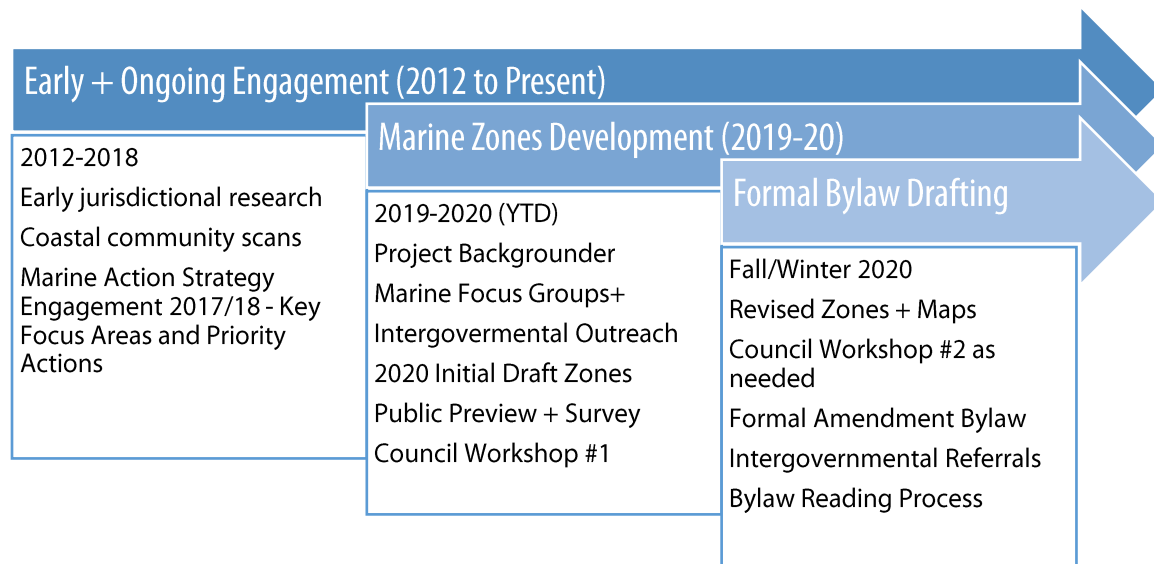 Early + Ongoing Engagement (2012 to Present)
2012-2018
Early jurisdictional research
Coastal community scans
Marine Action Strategy
Engagement 2017/18 - Key
Focus Areas and Priority
Actions
Marine Zones Development (2019-20)
2019-2020 (YTD)
Project Backgrounder
Marine Focus Groups+
Intergovermental Outreach
2020 Initial Draft Zones
Public Preview + Survey
Council Workshop #1
Formal Bylaw Drafting
Fall/Winter 2020
Revised Zones + Maps
Council Workshop #2 as
needed
Formal Amendment Bylaw
Intergovernmental Referrals
Bylaw Reading Process